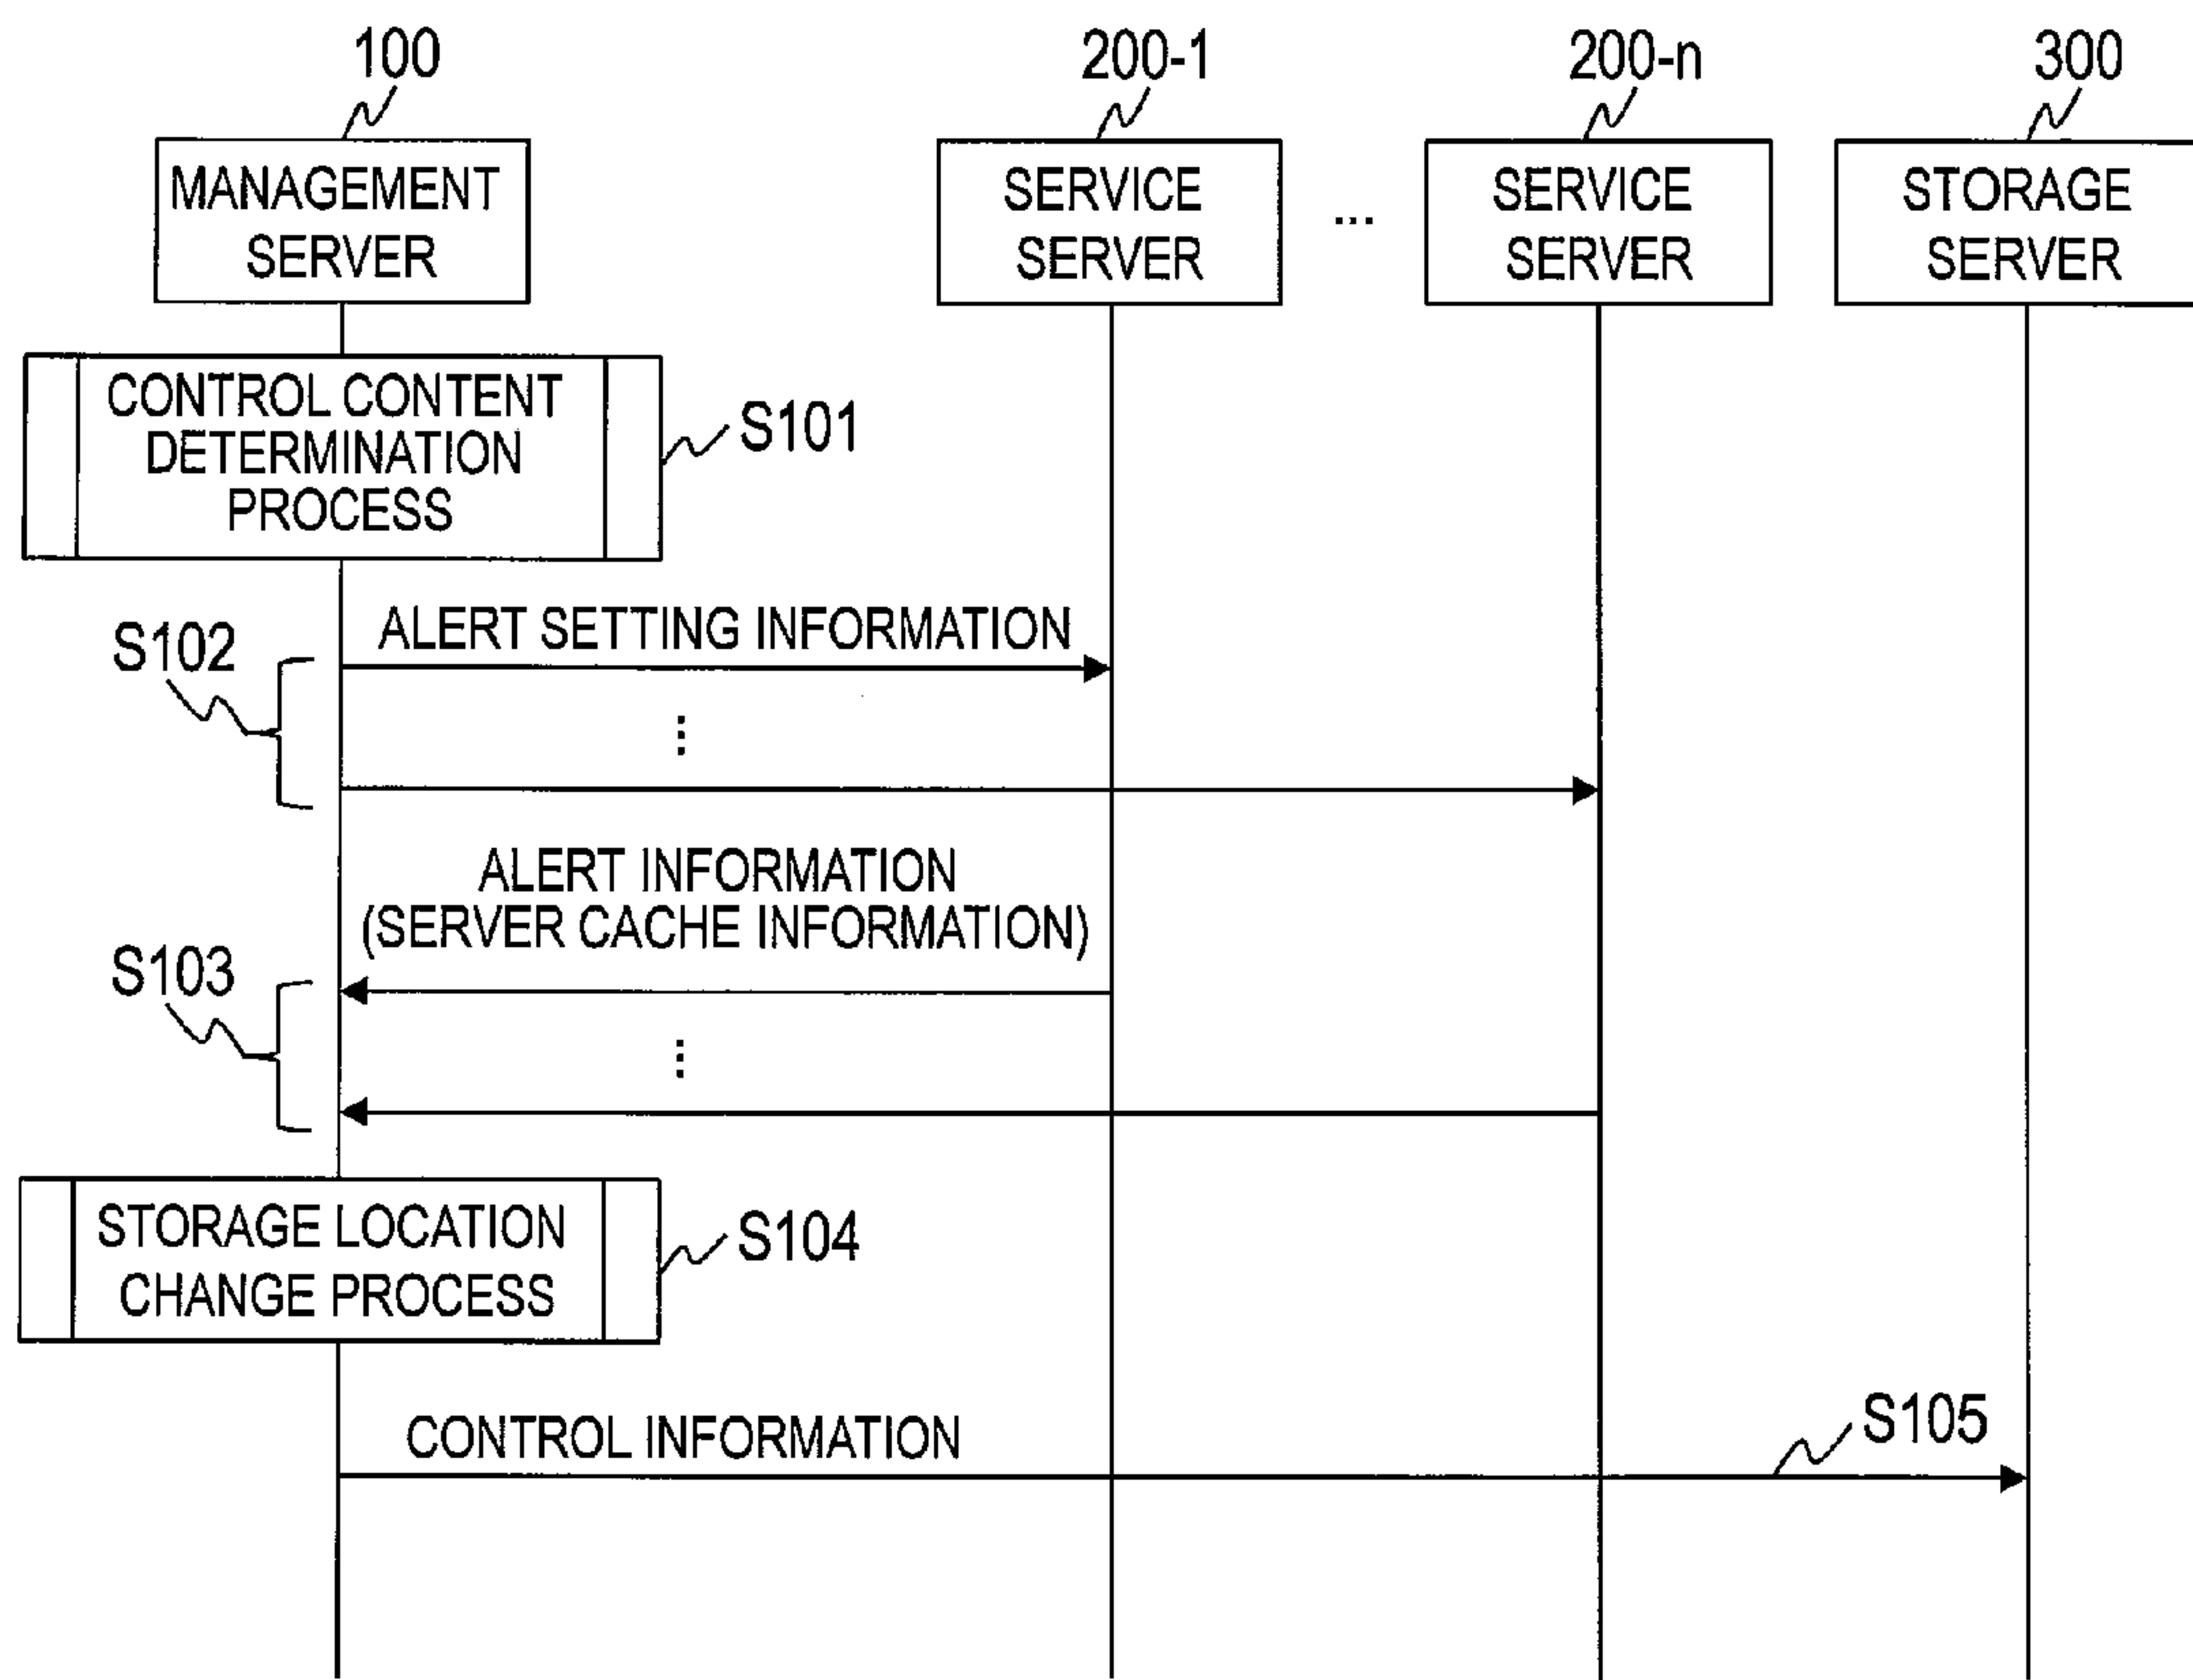 100
200-1
200-n
300
MANAGEMENT
SERVER
SERVICE
SERVER
...
SERVICE
SERVER
STORAGE
SERVER
CONTROL CONTENT
DETERMINATION
PROCESS
S101
S102
ALERT SETTING INFORMATION
ALERT INFORMATION
(SERVER CACHE INFORMATION)
S103
STORAGE LOCATION
CHANGE PROCESS
S104
CONTROL INFORMATION
S105